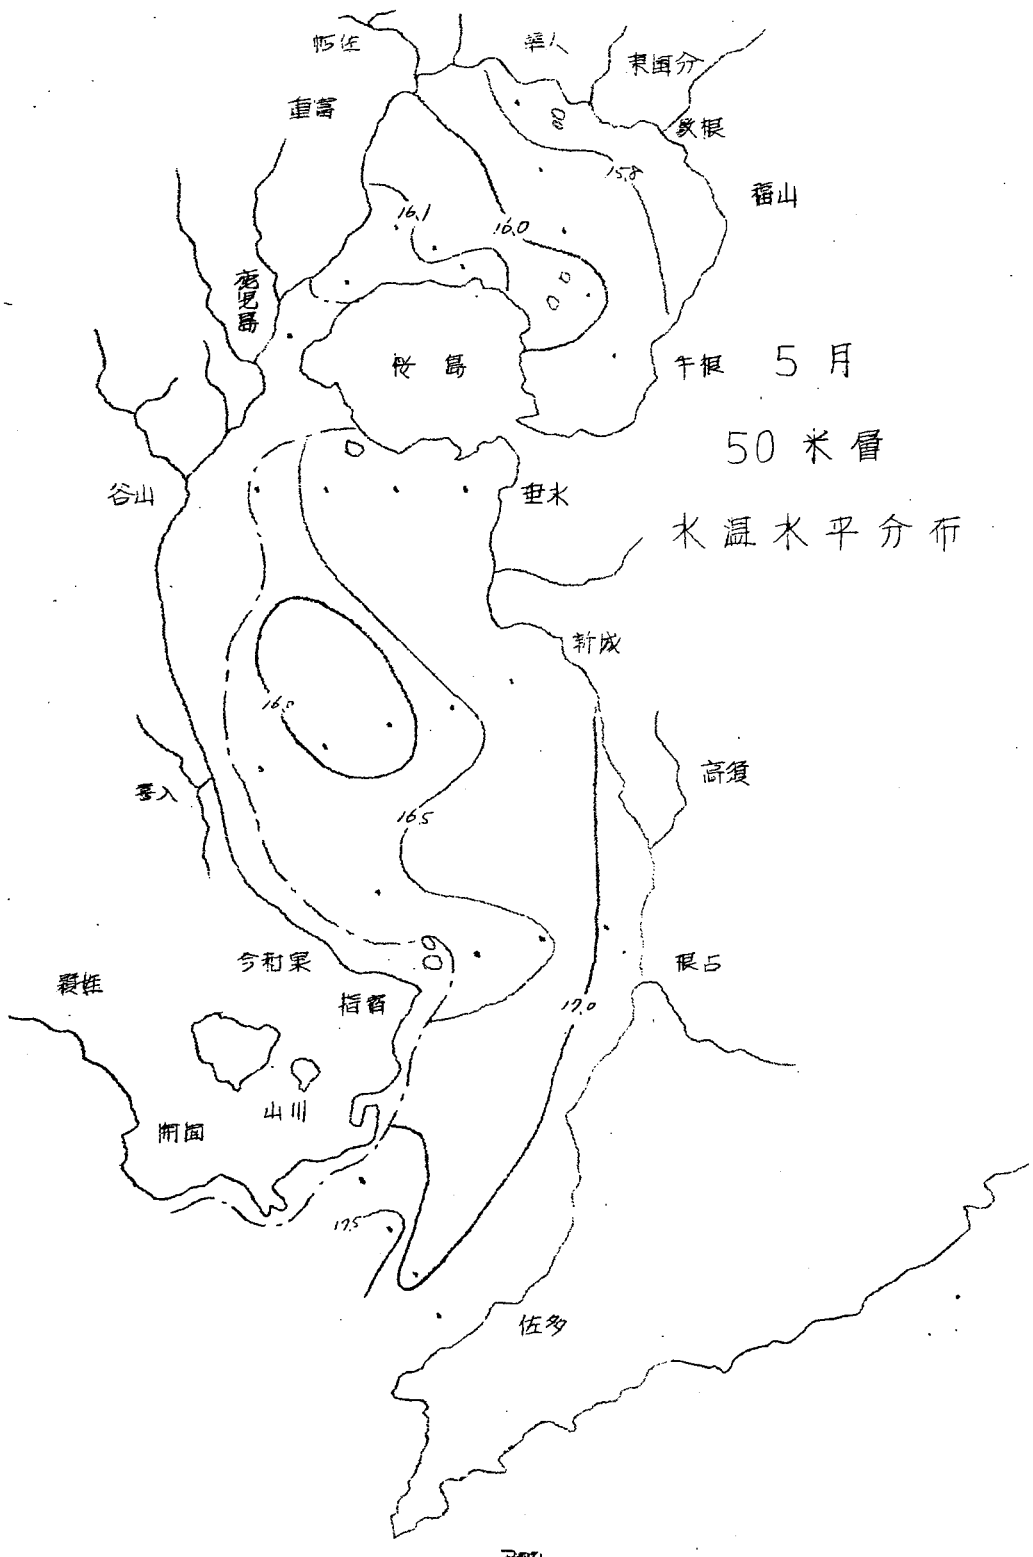 帖佐
隼人
東国分
重富
敷根
福山
15.8
16.1
16.0
鹿児島
桜島
牛根
5月
50米層
水温水平分布
谷山
垂水
新城
高須
喜入
16.5
今和泉
指宿
根占
頴娃
17.0
山川
開聞
17.5
佐多